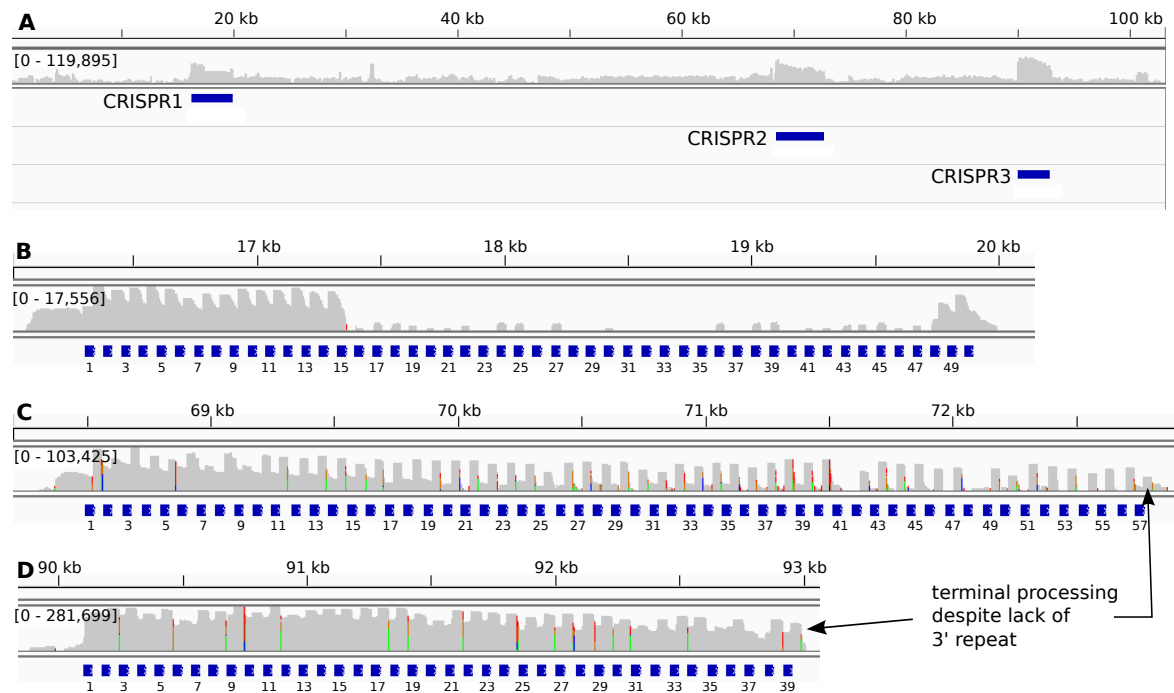 A
20 kb 40 kb 60 kb 80 kb 100 kb
[0 - 119,895]
CRISPR1
CRISPR2
CRISPR3
B
17 kb 18 kb 19 kb 20 kb
[0 - 17,556]
1 3 5 7 9 11 13 15 17 19 21 23 25 27 29 31 33 35 37 39 41 43 45 47 49
C
69 kb 70 kb 71 kb 72 kb
[0 - 103,425]
1 3 5 7 9 11 13 15 17 19 21 23 25 27 29 31 33 35 37 39 41 43 45 47 49 51 53 55 57
D
90 kb 91 kb 92 kb 93 kb
[0 - 281,699]
1 3 5 7 9 11 13 15 17 19 21 23 25 27 29 31 33 35 37 39
terminal processing
despite lack of
3' repeat